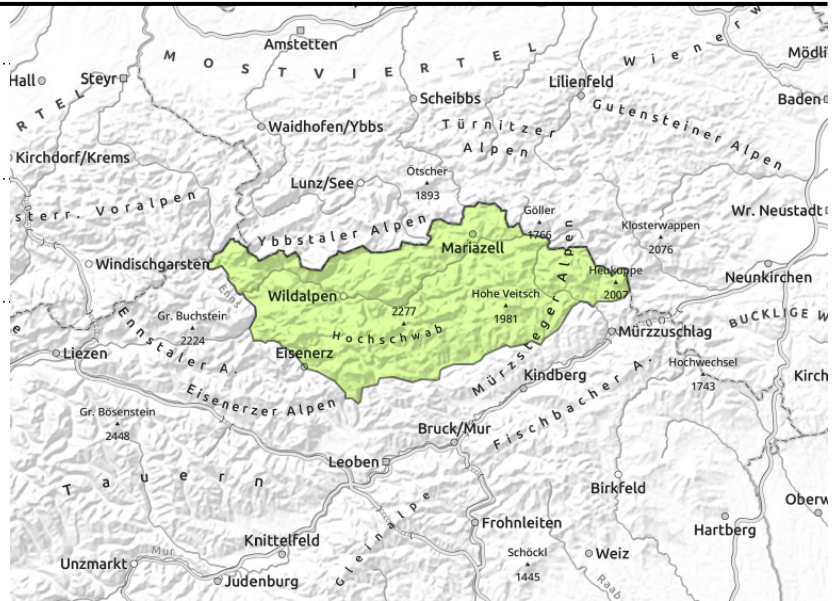 Amstetten
MOSTVIERTEL
Wienerw
Mödli
Hall
Steyr
Lilienfeld
Baden
RTEL
Scheibbs
Waidhofen/Ybbs
Türnitzer
Alpen
Gutensteiner Alpen
Kirchdorf/Krems
Ötscher
1893
Lunz/See
sterr. Voralpen
Göller
1766
Klosterwappen
2076
Wr. Neustadt
Ybbstaler Alpen
Mariazell
Windischgarsten
Heukuppe
2007
Neunkirchen
Enns
Wildalpen
Hohe Veitsch
1981
2277
Hochschwab
Mürzsteger Alpen
Gr. Buchstein
2224
Ennstaler A.
Mürzzuschlag
BUCKLIGE W
Liezen
Eisenerz
Hochwechsel
1743
Kindberg
Kirch
Eisenerzer Alpen
Gr. Bösenstein
2448
Fischbacher A.
Bruck/Mur
Leoben
Tauern
Birkfeld
Oberw
Hartberg
Gleinalpe
Frohnleiten
Knittelfeld
Mur
Unzmarkt
Schöckl
1445
Weiz
Judenburg
Raab